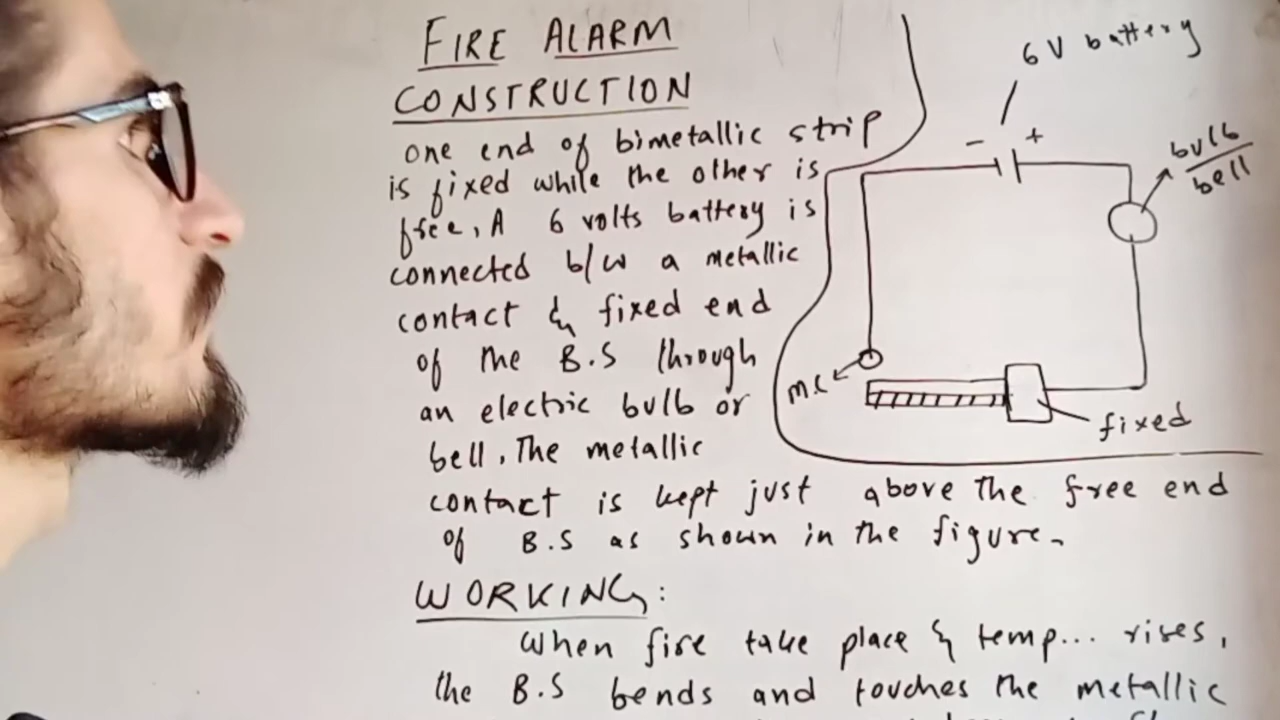 FIRE ALARM
CONSTRUCTION
one end of bimetallic strip
is fixed while the other is
free, A 6 volts battery is
connected b/w a metallic
contact & fixed end
of the B.S through
an electric bulb or
bell. The metallic
contact is kept just above the free end
of B.S as shown in the figure.
6 V battery
- +
bulb
bell
M.C
fixed
WORKING:
When fire take place & temp... rises,
the B.S bends and touches the metallic